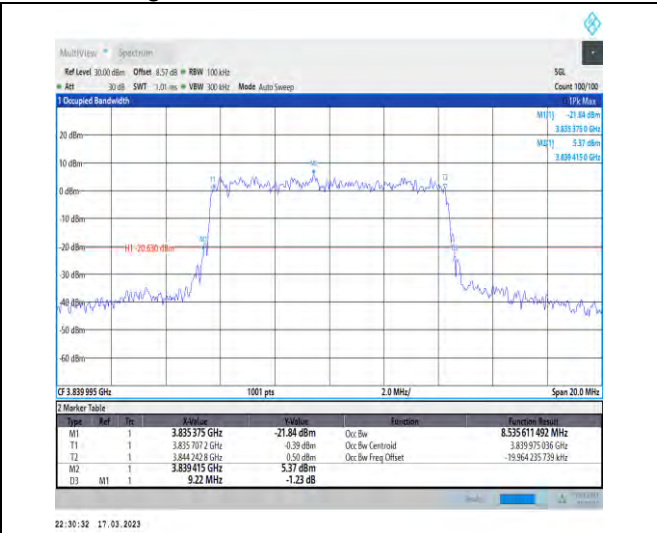 MultiView Spectrum
Ref Level 30.00 dBm Offset 8.57 dB RBW 100 kHz SGL
Att 30 dB SWT 1.01 ms VBW 300 kHz Mode Auto Sweep Count 100/100
1 Occupied Bandwidth 1Pk Max
M1[1] -21.84 dBm
3.835 375 0 GHz
M2[1] 5.37 dBm
3.839 415 0 GHz
20 dBm
10 dBm
M2
T1 T2
0 dBm
-10 dBm
M1
-20 dBm H1 -20.630 dBm
-30 dBm
-40 dBm
-50 dBm
-60 dBm
CF 3.839 995 GHz 1001 pts 2.0 MHz/ Span 20.0 MHz
2 Marker Table
Type Ref Trc X-Value Y-Value Function Function Result
M1 1 3.835 375 GHz -21.84 dBm Occ Bw 8.535 611 492 MHz
T1 1 3.835 707 2 GHz -0.39 dBm Occ Bw Centroid 3.839 975 036 GHz
T2 1 3.844 242 8 GHz 0.50 dBm Occ Bw Freq Offset -19.964 235 739 kHz
M2 1 3.839 415 GHz 5.37 dBm
D3 M1 1 9.22 MHz -1.23 dB
22:30:32 17.03.2023